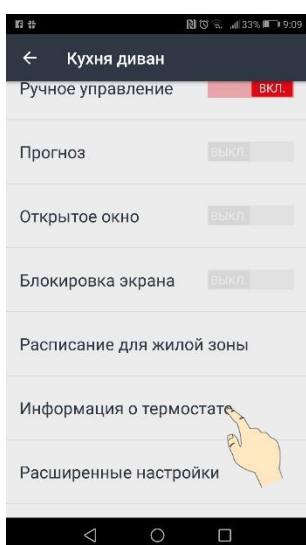 33% 9:09
Кухня диван
Ручное управление ВКЛ.
Прогноз ВЫКЛ.
Открытое окно ВЫКЛ.
Блокировка экрана ВЫКЛ.
Расписание для жилой зоны
Информация о термостате
Расширенные настройки